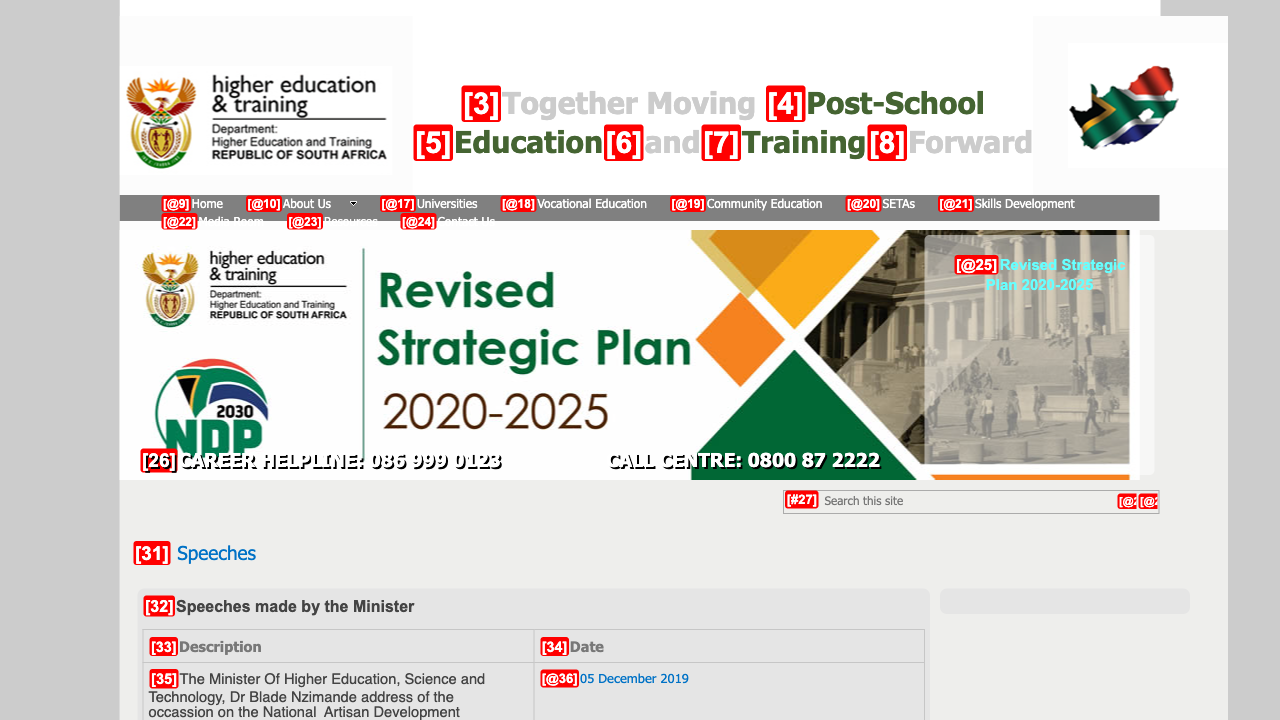 higher education
& training
Department:
Higher Education and Training
REPUBLIC OF SOUTH AFRICA
[3]Together Moving [4]Post-School
[5]Education[6]and[7]Training[8]Forward
[@9]Home [@10]About Us [@17]Universities [@18]Vocational Education [@19]Community Education [@20]SETAs [@21]Skills Development
[@22]Media Room [@23]Resources [@24]Contact Us
higher education
& training
Department:
Higher Education and Training
REPUBLIC OF SOUTH AFRICA
2030
NDP
Revised
Strategic Plan
2020-2025
[@25]Revised Strategic
Plan 2020-2025
[26]CAREER HELPLINE: 086 999 0123 CALL CENTRE: 0800 87 2222
[#27] Search this site
[31] Speeches
[32]Speeches made by the Minister
[33]Description [34]Date
[35]The Minister Of Higher Education, Science and
Technology, Dr Blade Nzimande address of the
occassion on the National Artisan Development
[@36]05 December 2019